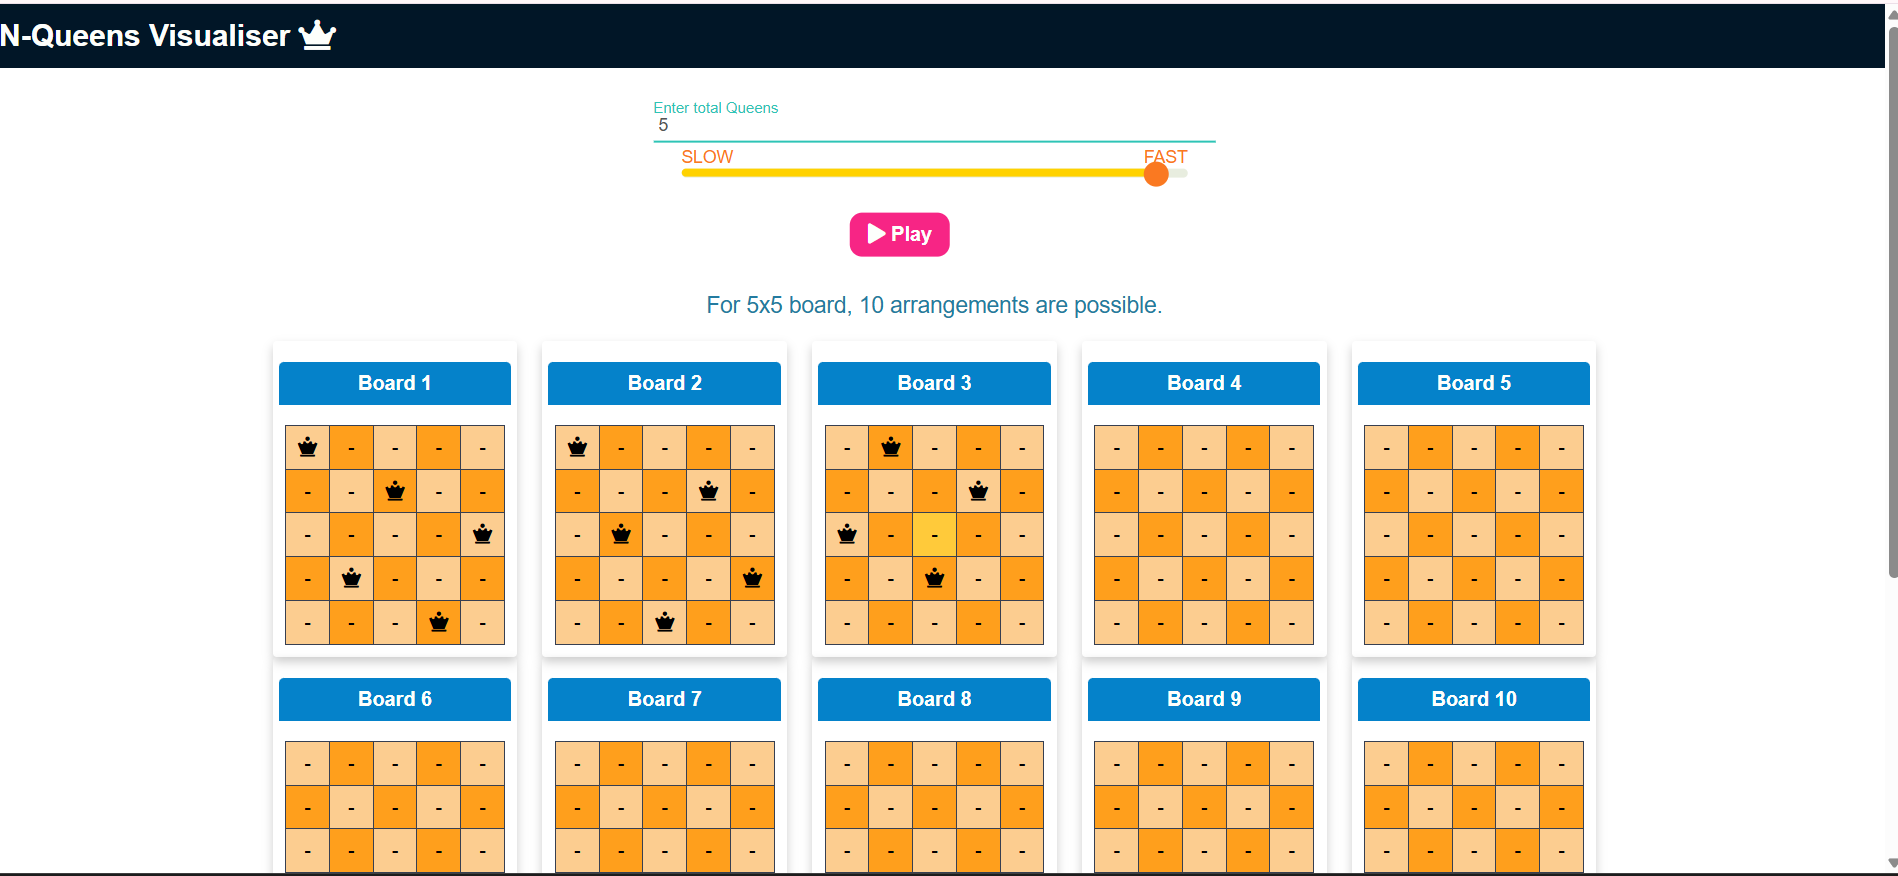 N-Queens Visualiser
Enter total Queens
5
SLOW FAST
Play
For 5x5 board, 10 arrangements are possible.
Board 1 Board 2 Board 3 Board 4 Board 5
- - - - - - - - - - - - - - - - - - - - - -
- - - - - - - - - - - - - - - - - - - - - -
- - - - - - - - - - - - - - - - - - - - - -
- - - - - - - - - - - - - - - - - - - - - -
- - - - - - - - - - - - - - - - - - - - - - -
Board 6 Board 7 Board 8 Board 9 Board 10
- - - - - - - - - - - - - - - - - - - - - - - - -
- - - - - - - - - - - - - - - - - - - - - - - - -
- - - - - - - - - - - - - - - - - - - - - - - - -